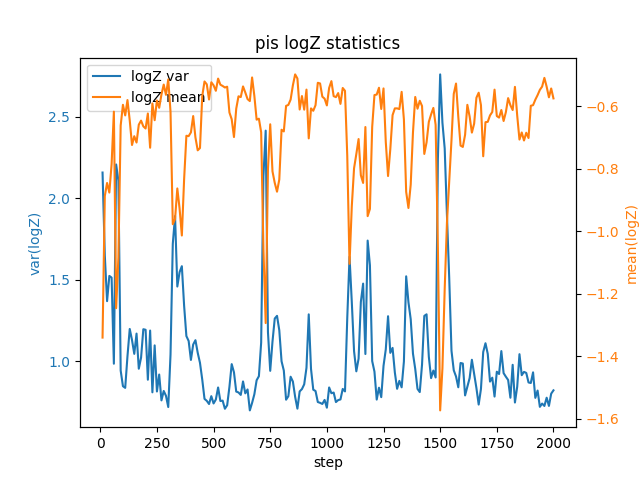 pis logZ statistics
logZ var
logZ mean
var(logZ)
2.5
2.0
1.5
1.0
mean(logZ)
−0.6
−0.8
−1.0
−1.2
−1.4
−1.6
0 250 500 750 1000 1250 1500 1750 2000
step